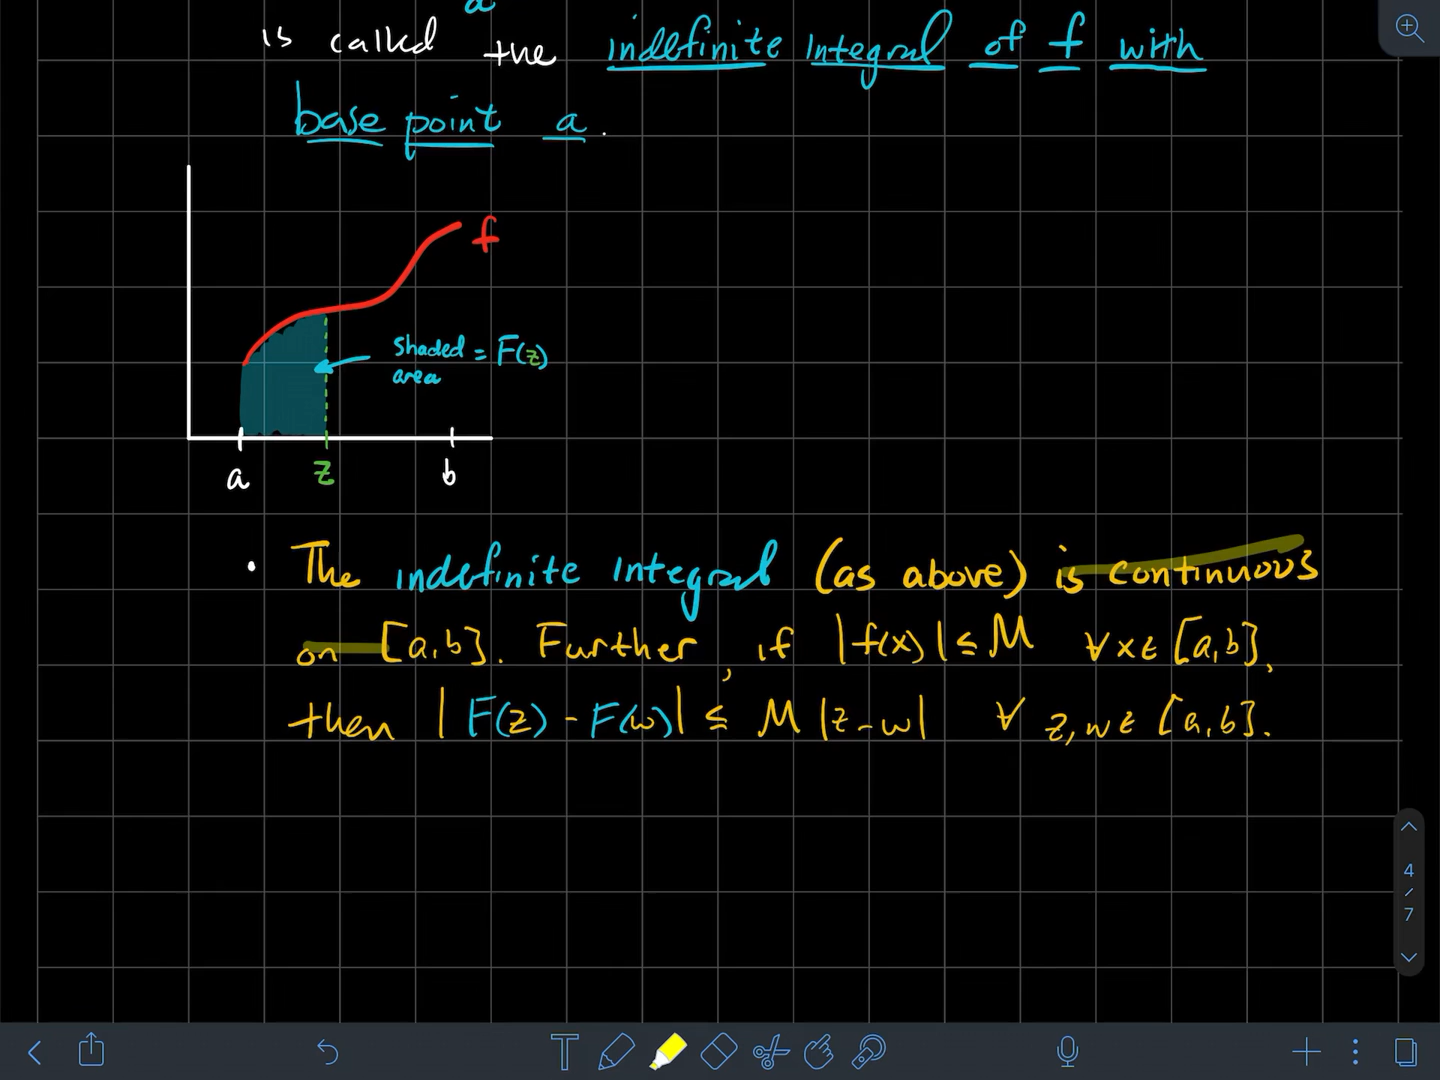 a
is called the indefinite integral of f with
base point a.
f
shaded = F(z)
area
a z b
• The indefinite integral (as above) is continuous
on [a,b]. Further, if |f(x)| ≤ M ∀x∈ [a,b],
then |F(z) - F(w)| ≤ M |z-w| ∀ z,w∈ [a,b].
4
/
7
T